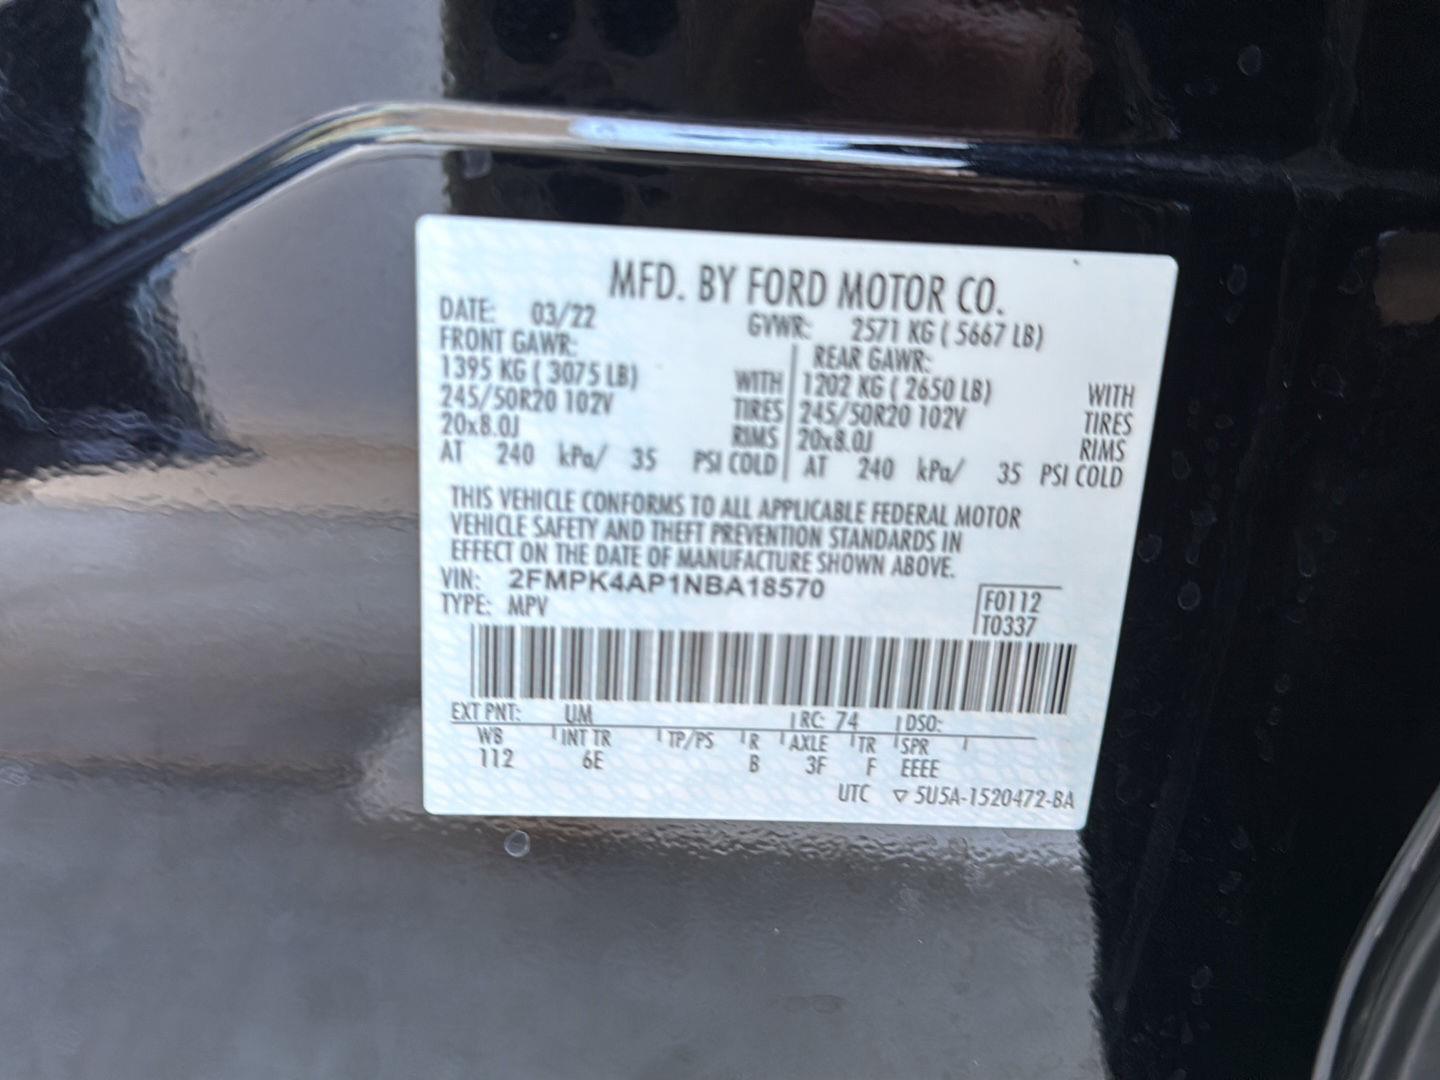 MFD. BY FORD MOTOR CO.
DATE: 03/22 GVWR: 2571 KG ( 5667 LB)
FRONT GAWR: REAR GAWR:
1395 KG ( 3075 LB) WITH 1202 KG ( 2650 LB) WITH
245/50R20 102V TIRES 245/50R20 102V TIRES
20x8.0J RIMS 20x8.0J RIMS
AT 240 kPa/ 35 PSI COLD AT 240 kPa/ 35 PSI COLD
THIS VEHICLE CONFORMS TO ALL APPLICABLE FEDERAL MOTOR
VEHICLE SAFETY AND THEFT PREVENTION STANDARDS IN
EFFECT ON THE DATE OF MANUFACTURE SHOWN ABOVE.
VIN: 2FMPK4AP1NBA18570
TYPE: MPV
F0112
T0337
EXT PNT: UM RC: 74 DSO:
WB INT TR TP/PS R AXLE TR SPR
112 6E B 3F F EEEE
UTC ▽ 5U5A-1520472-BA